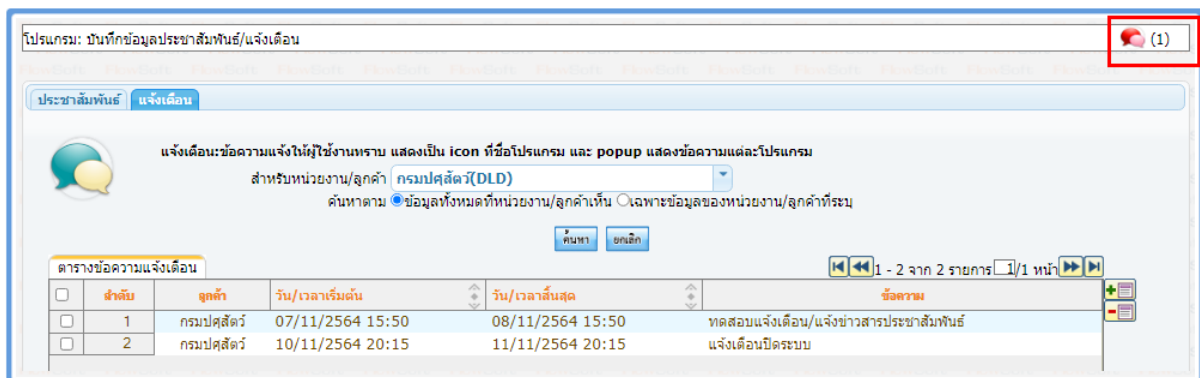 โปรแกรม: บันทึกข้อมูลประชาสัมพันธ์/แจ้งเตือน (1)
ประชาสัมพันธ์ แจ้งเตือน
แจ้งเตือน:ข้อความแจ้งให้ผู้ใช้งานทราบ แสดงเป็น icon ที่ชื่อโปรแกรม และ popup แสดงข้อความแต่ละโปรแกรม
สำหรับหน่วยงาน/ลูกค้า กรมปศุสัตว์(DLD)
ค้นหาตาม ข้อมูลทั้งหมดที่หน่วยงาน/ลูกค้าเห็น เฉพาะข้อมูลของหน่วยงาน/ลูกค้าที่ระบุ
ค้นหา ยกเลิก
ตารางข้อความแจ้งเตือน 1 - 2 จาก 2 รายการ 1/1 หน้า
ลำดับ ลูกค้า วัน/เวลาเริ่มต้น วัน/เวลาสิ้นสุด ข้อความ
1 กรมปศุสัตว์ 07/11/2564 15:50 08/11/2564 15:50 ทดสอบแจ้งเตือน/แจ้งข่าวสารประชาสัมพันธ์
2 กรมปศุสัตว์ 10/11/2564 20:15 11/11/2564 20:15 แจ้งเตือนปิดระบบ